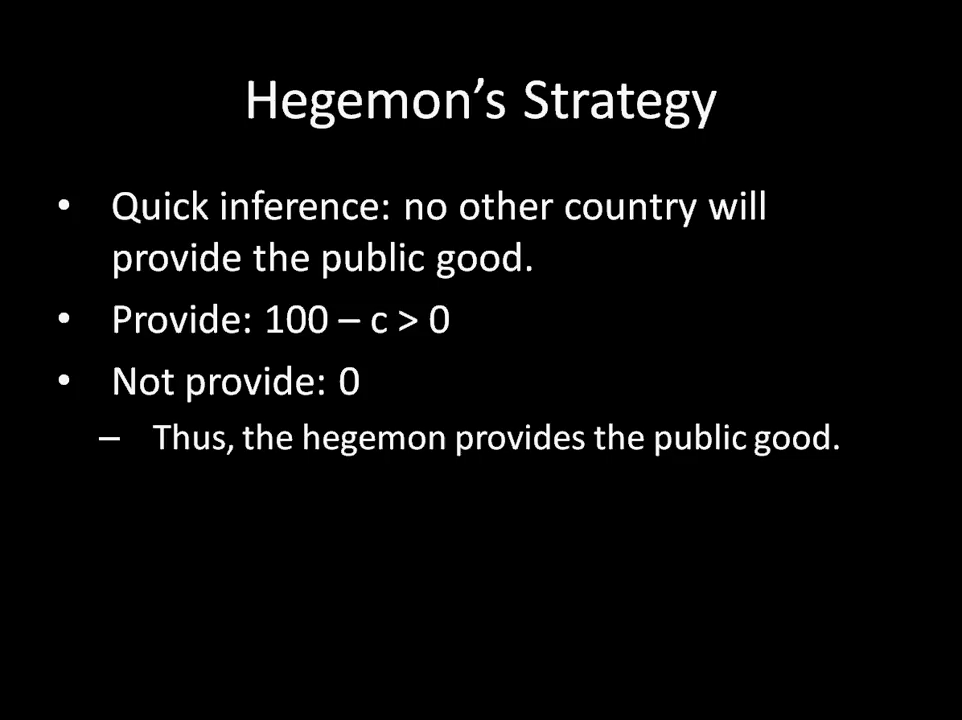 Hegemon’s Strategy
• Quick inference: no other country will
provide the public good.
• Provide: 100 – c > 0
• Not provide: 0
– Thus, the hegemon provides the public good.